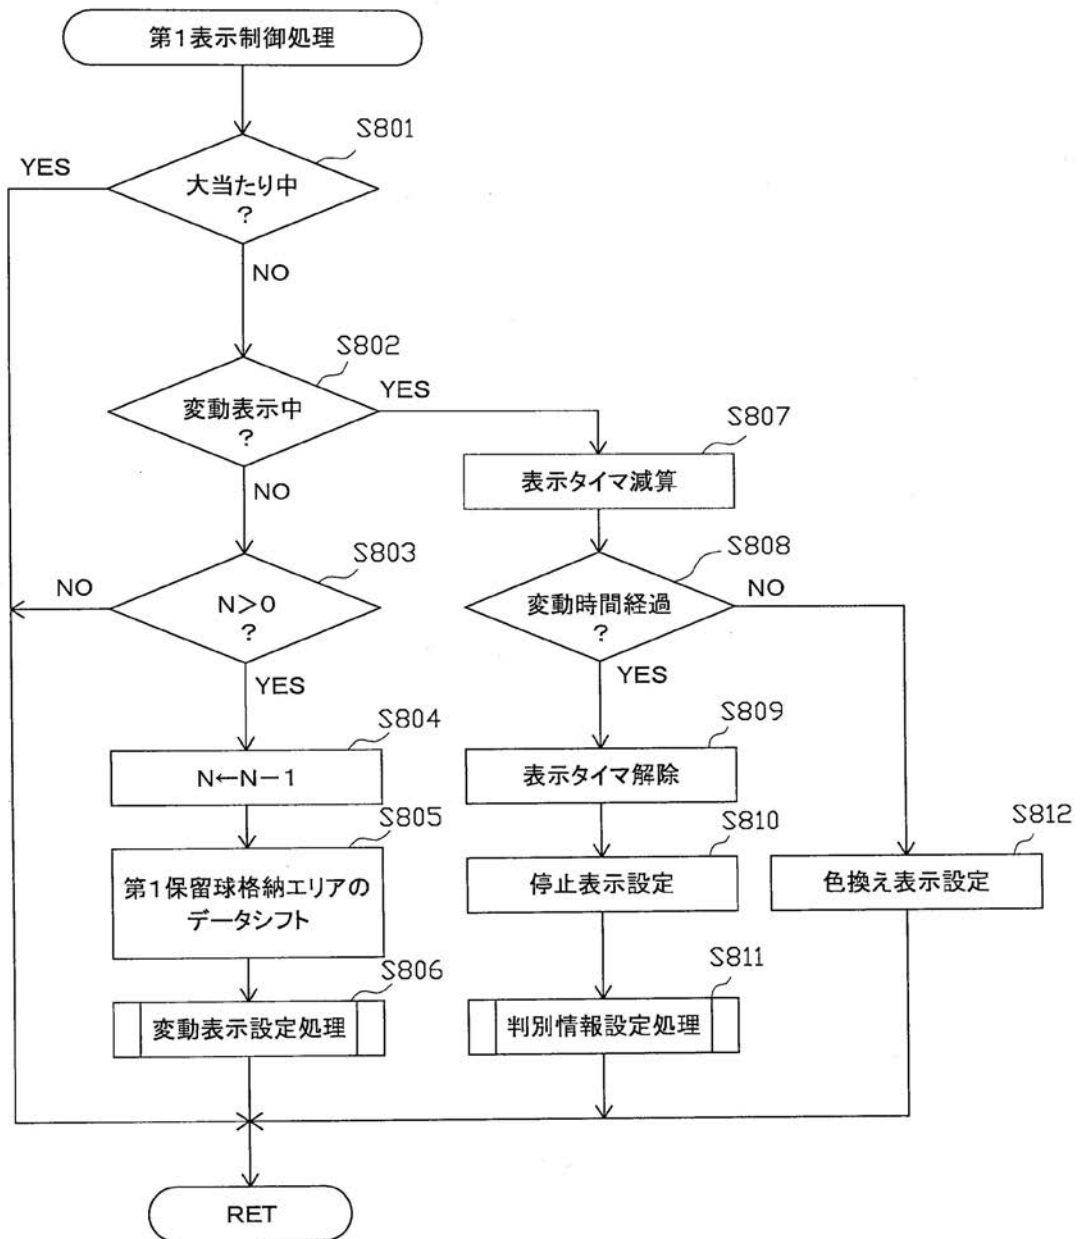 第1表示制御処理
S801
YES
大当たり中
?
NO
S802
YES
変動表示中
?
NO
S807
表示タイマ減算
S803
NO
N>0
?
YES
S808
NO
変動時間経過
?
YES
S804
N←N－1
S809
表示タイマ解除
S805
第1保留球格納エリアの
データシフト
S810
停止表示設定
S812
色換え表示設定
S806
変動表示設定処理
S811
判別情報設定処理
RET